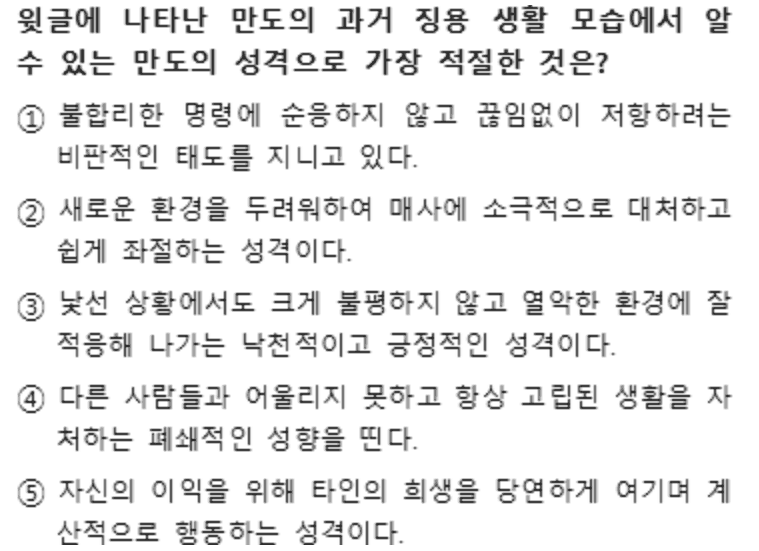 윗글에 나타난 만도의 과거 징용 생활 모습에서 알
수 있는 만도의 성격으로 가장 적절한 것은?
① 불합리한 명령에 순응하지 않고 끊임없이 저항하려는
비판적인 태도를 지니고 있다.
② 새로운 환경을 두려워하여 매사에 소극적으로 대처하고
쉽게 좌절하는 성격이다.
③ 낯선 상황에서도 크게 불평하지 않고 열악한 환경에 잘
적응해 나가는 낙천적이고 긍정적인 성격이다.
④ 다른 사람들과 어울리지 못하고 항상 고립된 생활을 자
처하는 폐쇄적인 성향을 띤다.
⑤ 자신의 이익을 위해 타인의 희생을 당연하게 여기며 계
산적으로 행동하는 성격이다.